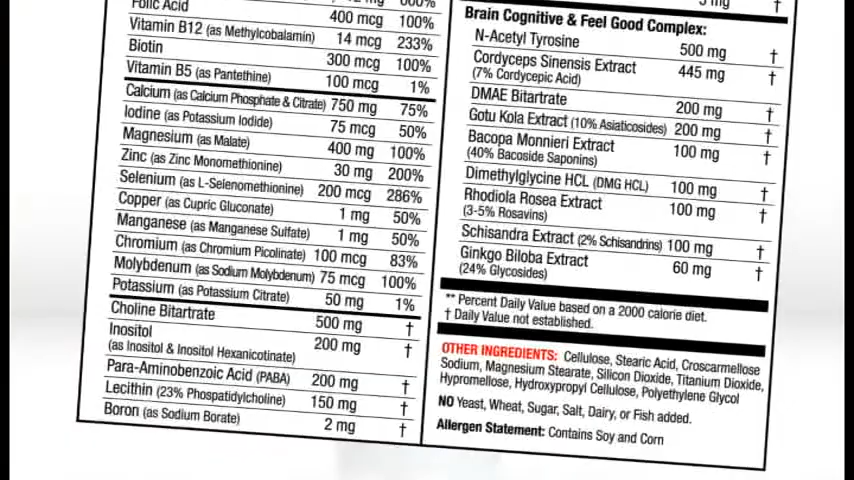 Folic Acid 400 mcg 100%
Vitamin B12 (as Methylcobalamin) 14 mcg 233%
Biotin 300 mcg 100%
Vitamin B5 (as Pantethine) 100 mcg 1%
Calcium (as Calcium Phosphate & Citrate) 750 mg 75%
Iodine (as Potassium Iodide) 75 mcg 50%
Magnesium (as Malate) 400 mg 100%
Zinc (as Zinc Monomethionine) 30 mg 200%
Selenium (as L-Selenomethionine) 200 mcg 286%
Copper (as Cupric Gluconate) 1 mg 50%
Manganese (as Manganese Sulfate) 1 mg 50%
Chromium (as Chromium Picolinate) 100 mcg 83%
Molybdenum (as Sodium Molybdenum) 75 mcg 100%
Potassium (as Potassium Citrate) 50 mg 1%
Choline Bitartrate 500 mg †
Inositol 200 mg †
(as Inositol & Inositol Hexanicotinate)
Para-Aminobenzoic Acid (PABA) 200 mg †
Lecithin (23% Phospatidylcholine) 150 mg †
Boron (as Sodium Borate) 2 mg †
Brain Cognitive & Feel Good Complex:
N-Acetyl Tyrosine 500 mg †
Cordyceps Sinensis Extract 445 mg †
(7% Cordycepic Acid)
DMAE Bitartrate 200 mg †
Gotu Kola Extract (10% Asiaticosides) 200 mg †
Bacopa Monnieri Extract 100 mg †
(40% Bacoside Saponins)
Dimethylglycine HCL (DMG HCL) 100 mg †
Rhodiola Rosea Extract 100 mg †
(3-5% Rosavins)
Schisandra Extract (2% Schisandrins) 100 mg †
Ginkgo Biloba Extract 60 mg †
(24% Glycosides)
** Percent Daily Value based on a 2000 calorie diet.
† Daily Value not established.
OTHER INGREDIENTS: Cellulose, Stearic Acid, Croscarmellose
Sodium, Magnesium Stearate, Silicon Dioxide, Titanium Dioxide,
Hypromellose, Hydroxypropyl Cellulose, Polyethylene Glycol
NO Yeast, Wheat, Sugar, Salt, Dairy, or Fish added.
Allergen Statement: Contains Soy and Corn